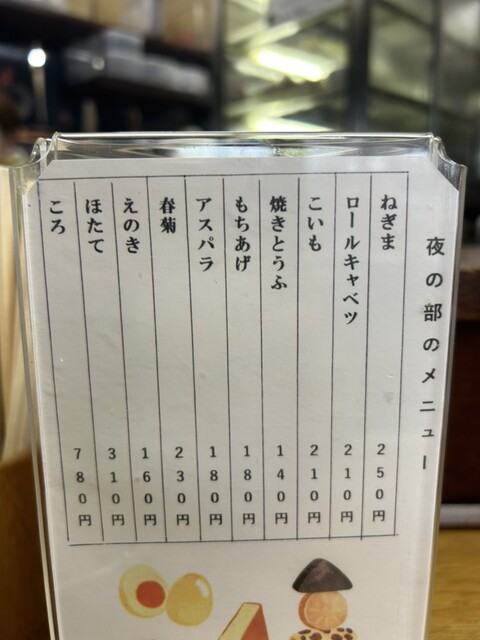 夜の部のメニュー
ねぎま 250円
ロールキャベツ 210円
こいも 210円
焼きとうふ 140円
もちあげ 180円
アスパラ 180円
春菊 230円
えのき 160円
ほたて 310円
ころ 780円